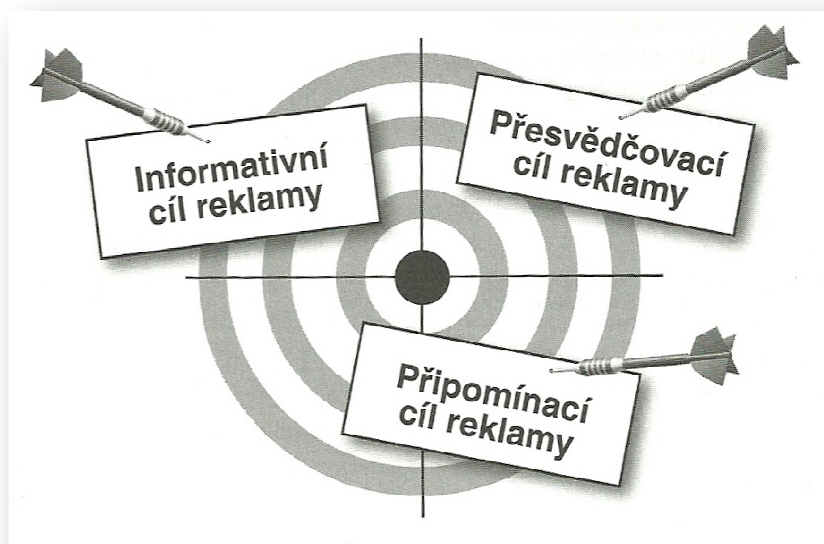 Informativní
cíl reklamy
Přesvědčovací
cíl reklamy
Připomínací
cíl reklamy